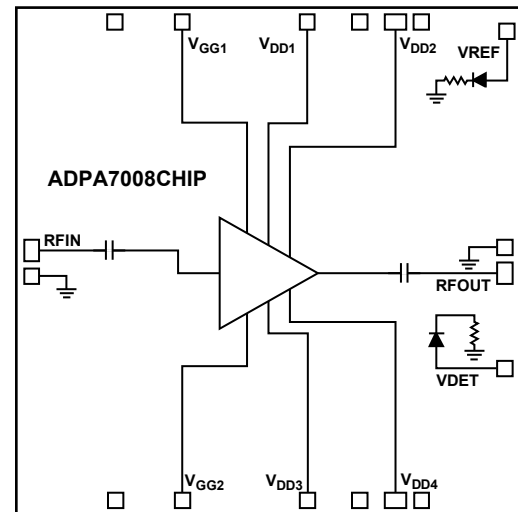 VGG1
VDD1
VDD2
VREF
ADPA7008CHIP
RFIN
RFOUT
VDET
VGG2
VDD3
VDD4